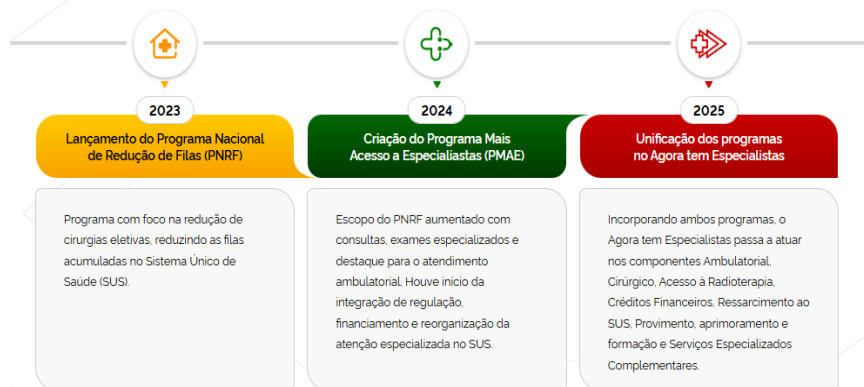 2023
Lançamento do Programa Nacional
de Redução de Filas (PNRF)
Programa com foco na redução de
cirurgias eletivas, reduzindo as filas
acumuladas no Sistema Único de
Saúde (SUS).
2024
Criação do Programa Mais
Acesso a Especialiastas (PMAE)
Escopo do PNRF aumentado com
consultas, exames especializados e
destaque para o atendimento
ambulatorial. Houve início da
integração de regulação,
financiamento e reorganização da
atenção especializada no SUS.
2025
Unificação dos programas
no Agora tem Especialistas
Incorporando ambos programas, o
Agora tem Especialistas passa a atuar
nos componentes Ambulatorial,
Cirúrgico, Acesso à Radioterapia,
Créditos Financeiros, Ressarcimento ao
SUS, Provimento, aprimoramento e
formação e Serviços Especializados
Complementares.